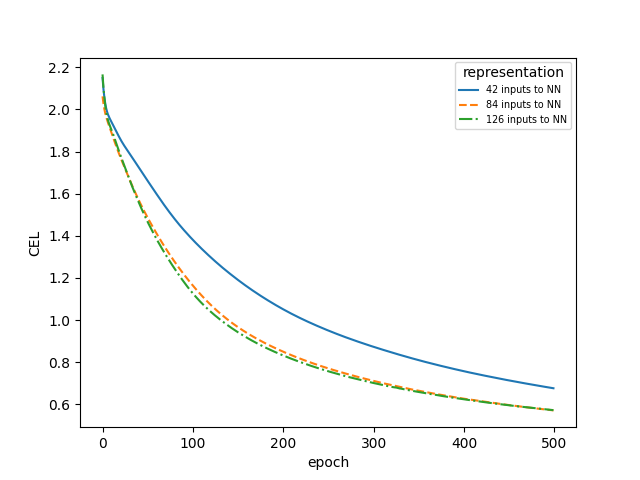 representation
42 inputs to NN
84 inputs to NN
126 inputs to NN
2.2
2.0
1.8
1.6
1.4
1.2
1.0
0.8
0.6
CEL
0 100 200 300 400 500
epoch